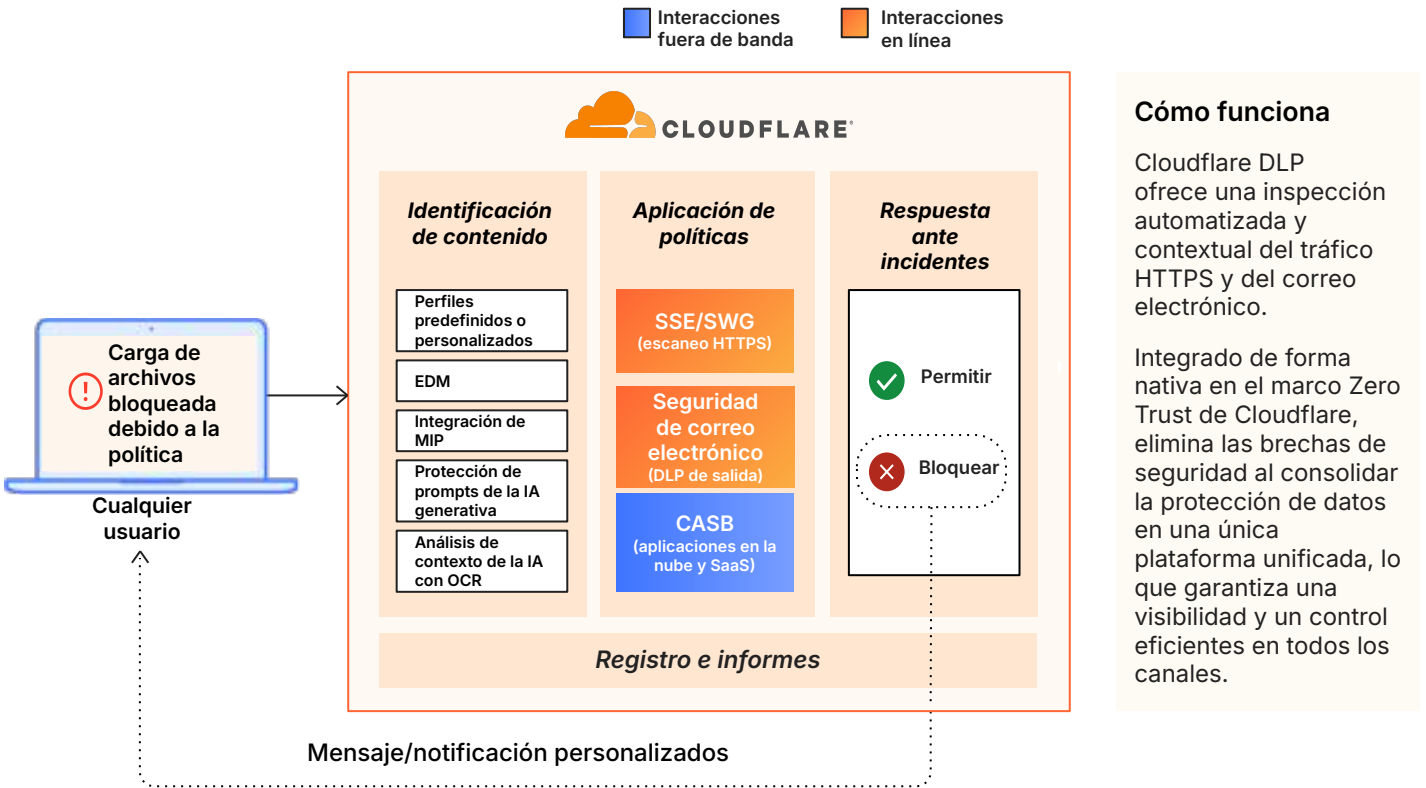 Interacciones
fuera de banda
Interacciones
en línea
CLOUDFLARE
Identificación
de contenido
Perfiles
predefinidos o
personalizados
EDM
Integración de
MIP
Protección de
prompts de la IA
generativa
Análisis de
contexto de la IA
con OCR
Aplicación de
políticas
SSE/SWG
(escaneo HTTPS)
Seguridad
de correo
electrónico
(DLP de salida)
CASB
(aplicaciones en la
nube y SaaS)
Respuesta
ante
incidentes
Permitir
Bloquear
Registro e informes
Carga de
archivos
bloqueada
debido a la
política
Cualquier
usuario
Mensaje/notificación personalizados
Cómo funciona
Cloudflare DLP
ofrece una inspección
automatizada y
contextual del tráfico
HTTPS y del correo
electrónico.
Integrado de forma
nativa en el marco Zero
Trust de Cloudflare,
elimina las brechas de
seguridad al consolidar
la protección de datos
en una única
plataforma unificada, lo
que garantiza una
visibilidad y un control
eficientes en todos los
canales.